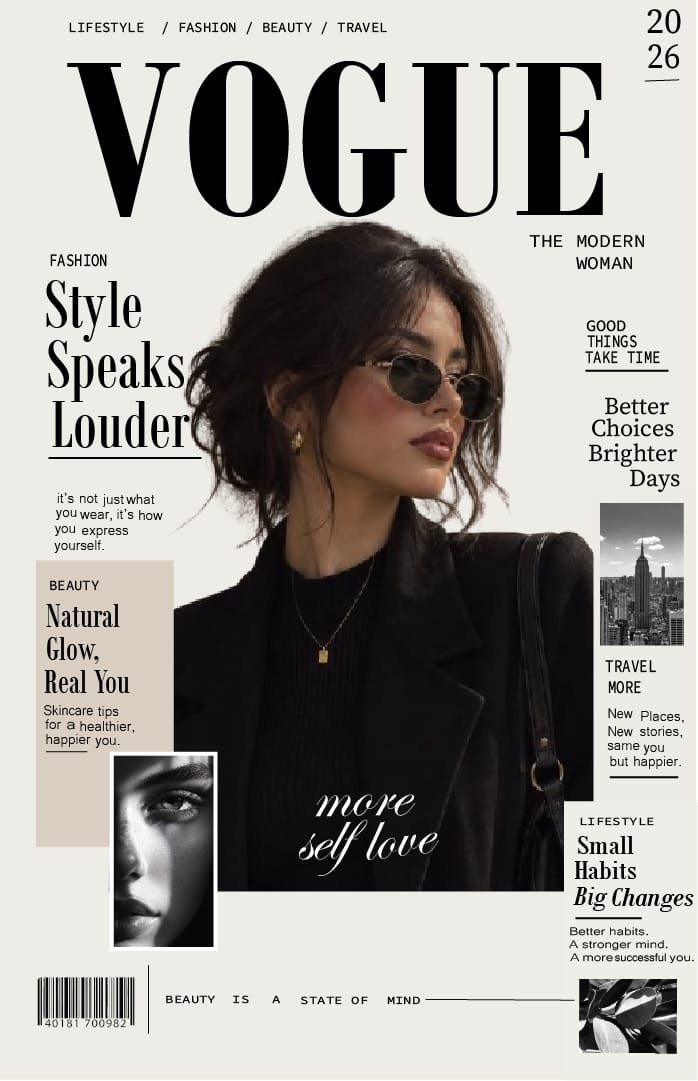 LIFESTYLE / FASHION / BEAUTY / TRAVEL
20
26
VOGUE
THE MODERN
WOMAN
FASHION
Style
Speaks
Louder
it's not just what
you wear, it's how
you express
yourself.
GOOD
THINGS
TAKE TIME
Better
Choices
Brighter
Days
BEAUTY
Natural
Glow,
Real You
Skincare tips
for a healthier,
happier you.
TRAVEL
MORE
New Places,
New stories,
same you
but happier.
more
self love
LIFESTYLE
Small
Habits
Big Changes
Better habits.
A stronger mind.
A more successful you.
40181 700982
BEAUTY IS A STATE OF MIND